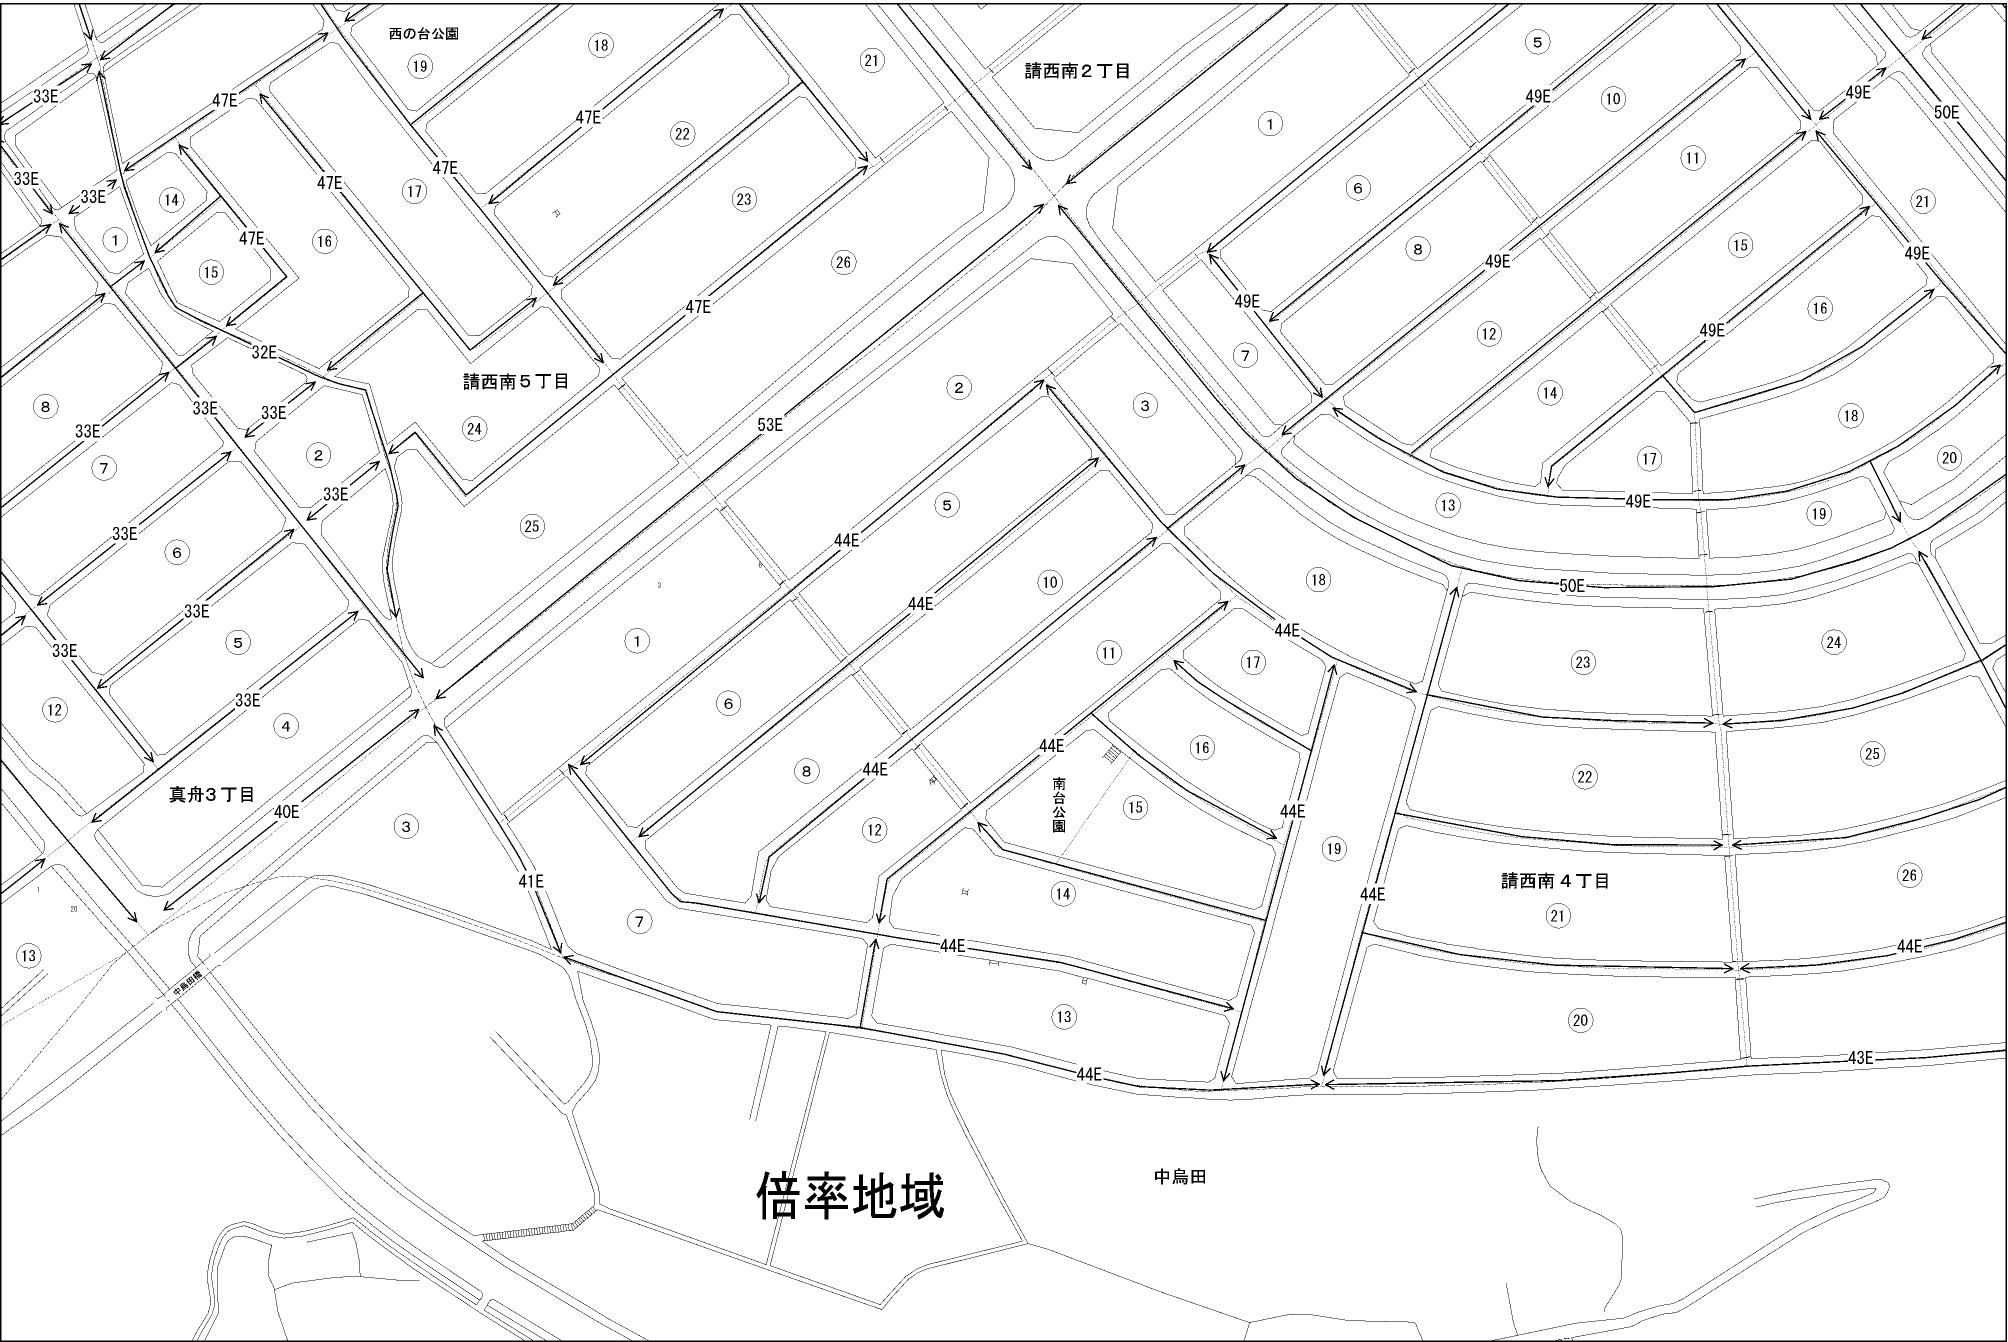 西の台公園
⑲
⑱
㉑
請西南2丁目
⑤
33E
47E
47E
㉒
①
49E
⑩
49E
50E
⑪
33E
33E
⑭
47E
⑰
47E
㉓
⑥
㉑
①
47E
⑯
⑮
㉖
⑧
49E
⑮
49E
47E
49E
⑯
32E
⑦
⑫
49E
請西南5丁目
②
③
⑭
⑧
33E
33E
㉔
53E
⑱
33E
⑦
②
⑰
⑳
33E
㉕
⑤
⑬
49E
⑲
33E
⑥
44E
⑩
⑱
50E
33E
44E
⑤
①
44E
㉔
33E
⑪
⑰
㉓
33E
⑫
④
⑥
44E
⑯
㉕
44E
⑧
㉒
真舟3丁目
南台公園
⑮
40E
44E
③
⑫
⑲
41E
44E
請西南4丁目
㉖
⑭
㉑
⑦
44E
44E
⑬
中烏田橋
⑬
⑳
44E
43E
中烏田
倍率地域